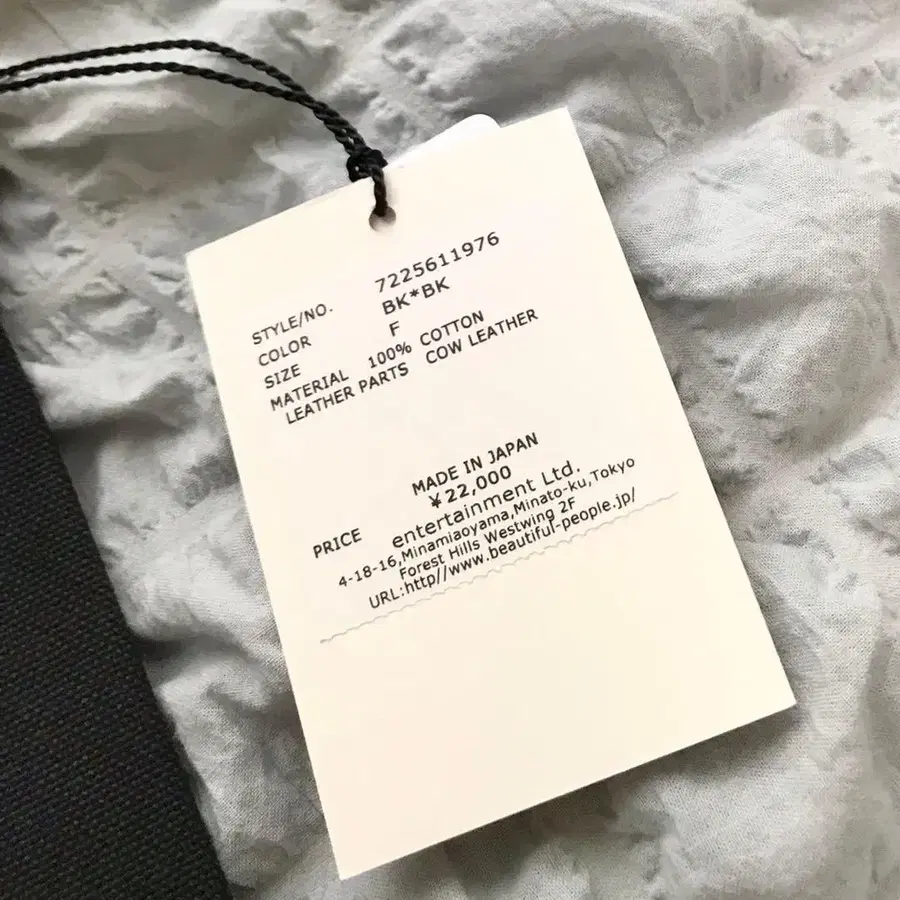 STYLE/NO. 7225611976
COLOR BK*BK
SIZE F
MATERIAL 100% COTTON
LEATHER PARTS COW LEATHER
MADE IN JAPAN
PRICE ¥22,000
entertainment Ltd.
4-18-16,Minamiaoyama,Minato-ku,Tokyo
Forest Hills Westwing 2F
URL:http//www.beautiful-people.jp/